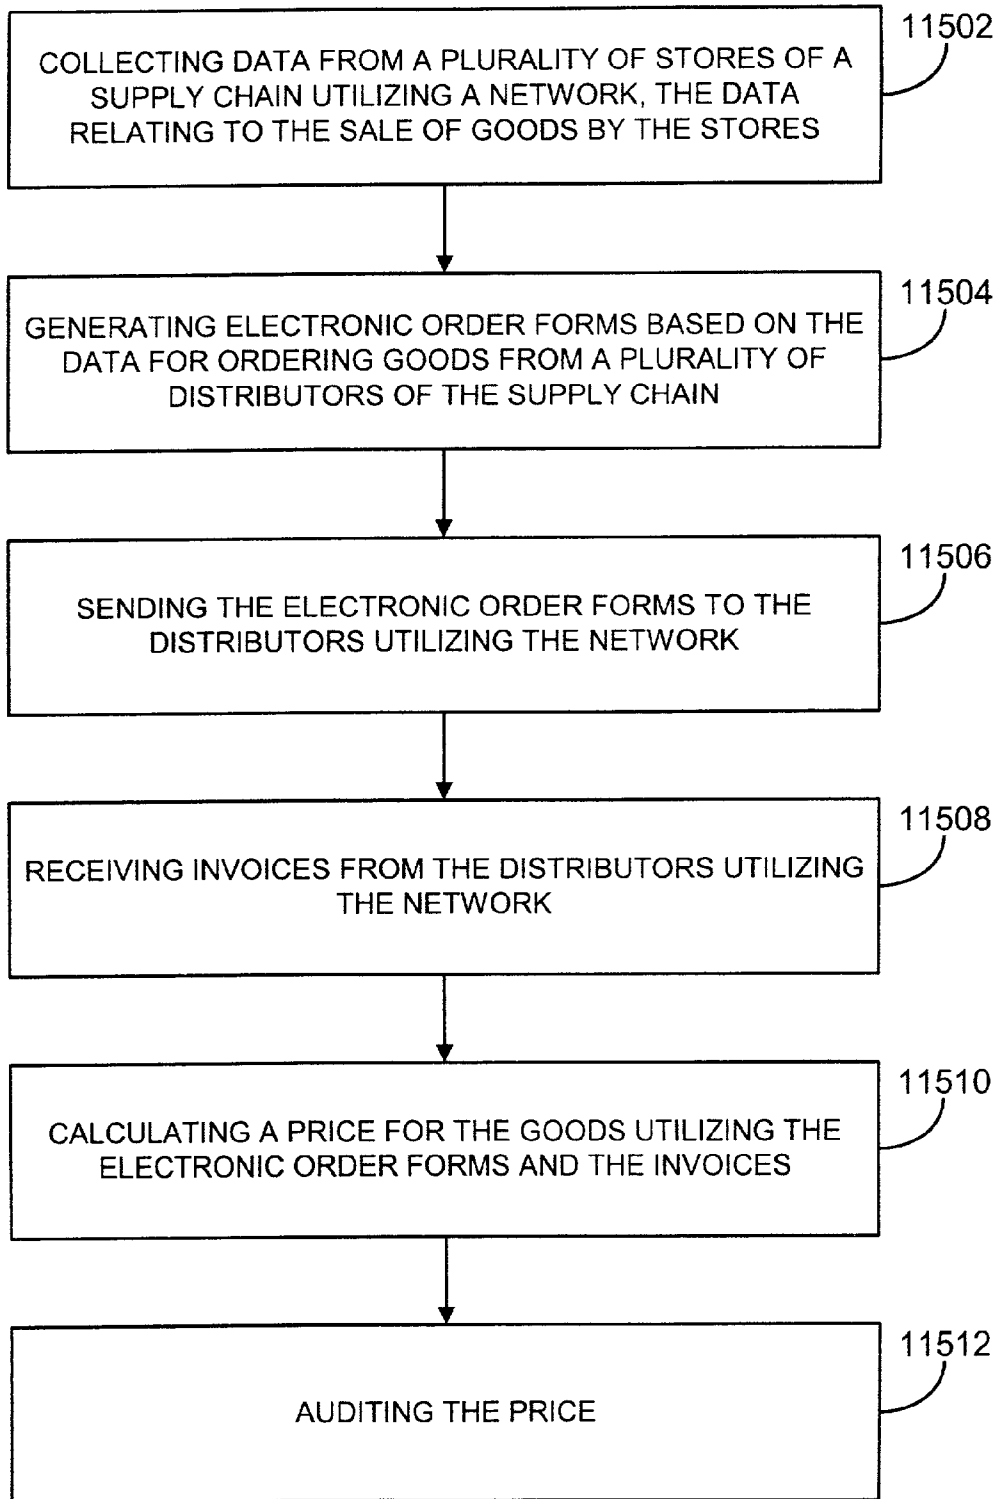 11502
COLLECTING DATA FROM A PLURALITY OF STORES OF A
SUPPLY CHAIN UTILIZING A NETWORK, THE DATA
RELATING TO THE SALE OF GOODS BY THE STORES
11504
GENERATING ELECTRONIC ORDER FORMS BASED ON THE
DATA FOR ORDERING GOODS FROM A PLURALITY OF
DISTRIBUTORS OF THE SUPPLY CHAIN
11506
SENDING THE ELECTRONIC ORDER FORMS TO THE
DISTRIBUTORS UTILIZING THE NETWORK
11508
RECEIVING INVOICES FROM THE DISTRIBUTORS UTILIZING
THE NETWORK
11510
CALCULATING A PRICE FOR THE GOODS UTILIZING THE
ELECTRONIC ORDER FORMS AND THE INVOICES
11512
AUDITING THE PRICE